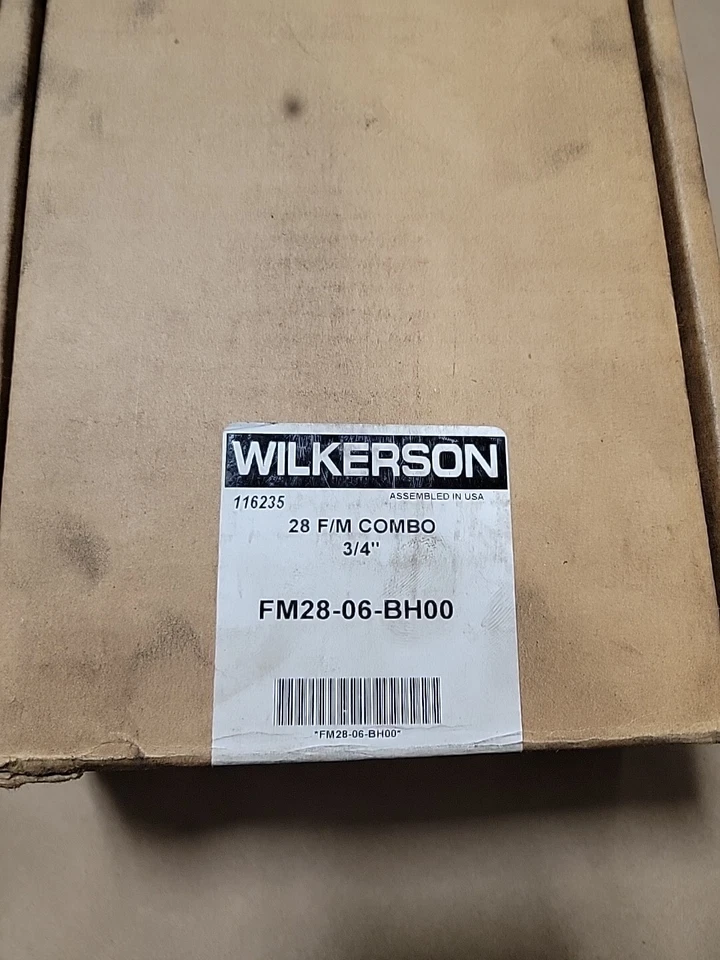 WILKERSON
116235 ASSEMBLED IN USA
28 F/M COMBO
3/4"
FM28-06-BH00
*FM28-06-BH00*